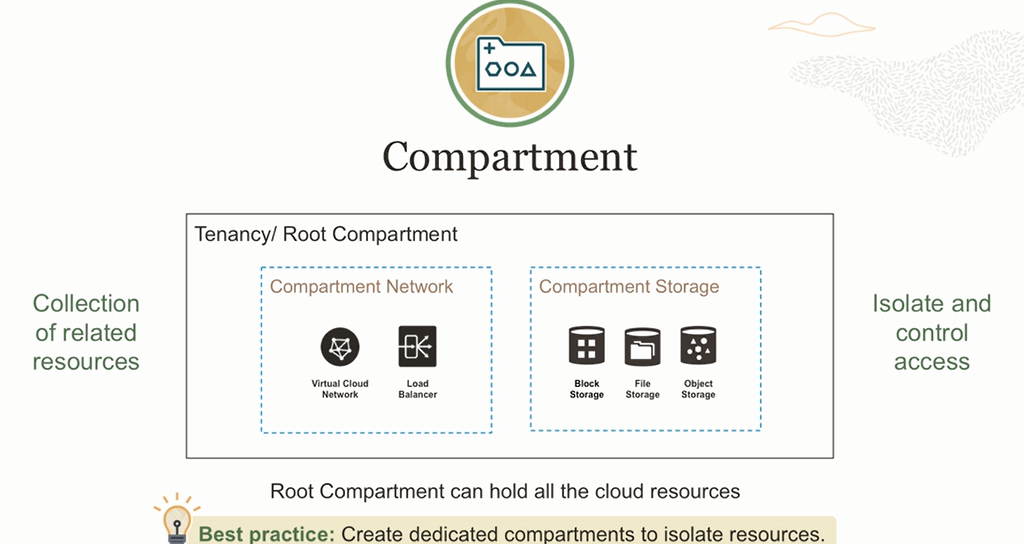 Compartment
Tenancy/ Root Compartment
Collection
of related
resources
Compartment Network
Virtual Cloud
Network
Load
Balancer
Compartment Storage
Block
Storage
File
Storage
Object
Storage
Isolate and
control
access
Root Compartment can hold all the cloud resources
Best practice: Create dedicated compartments to isolate resources.